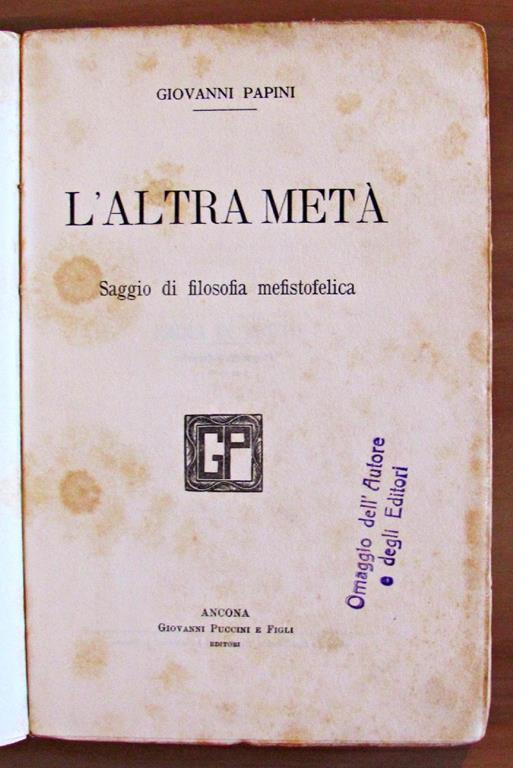 GIOVANNI PAPINI
L'ALTRA METÀ
Saggio di filosofia mefistofelica
GP
Omaggio dell' Autore
e degli Editori
ANCONA
GIOVANNI PUCCINI E FIGLI
EDITORI